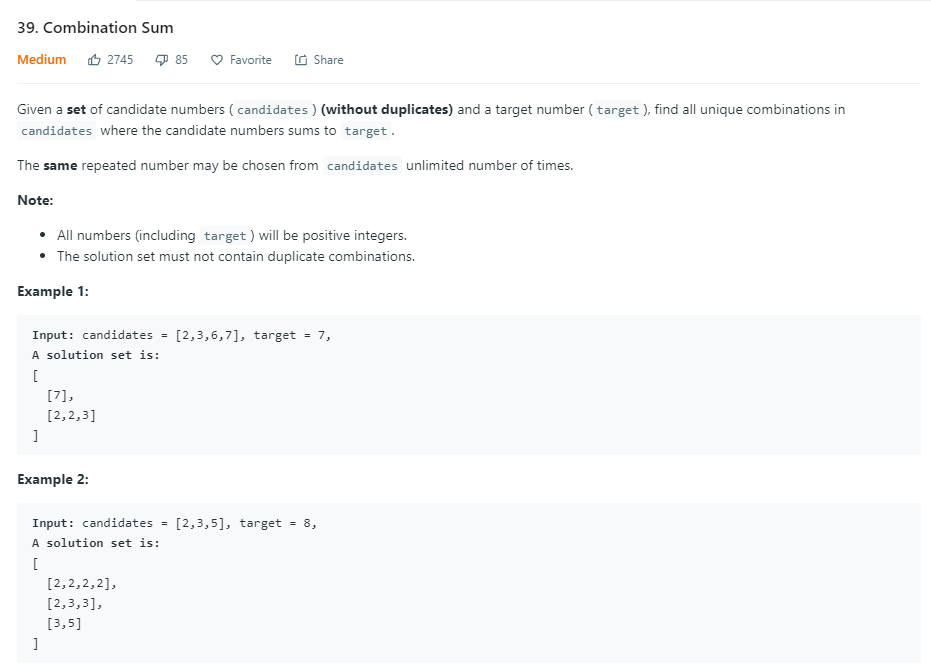 39. Combination Sum
Medium 2745 85 Favorite Share
Given a set of candidate numbers (candidates) (without duplicates) and a target number (target), find all unique combinations in
candidates where the candidate numbers sums to target.
The same repeated number may be chosen from candidates unlimited number of times.
Note:
• All numbers (including target) will be positive integers.
• The solution set must not contain duplicate combinations.
Example 1:
Input: candidates = [2,3,6,7], target = 7,
A solution set is:
[
  [7],
  [2,2,3]
]
Example 2:
Input: candidates = [2,3,5], target = 8,
A solution set is:
[
  [2,2,2,2],
  [2,3,3],
  [3,5]
]